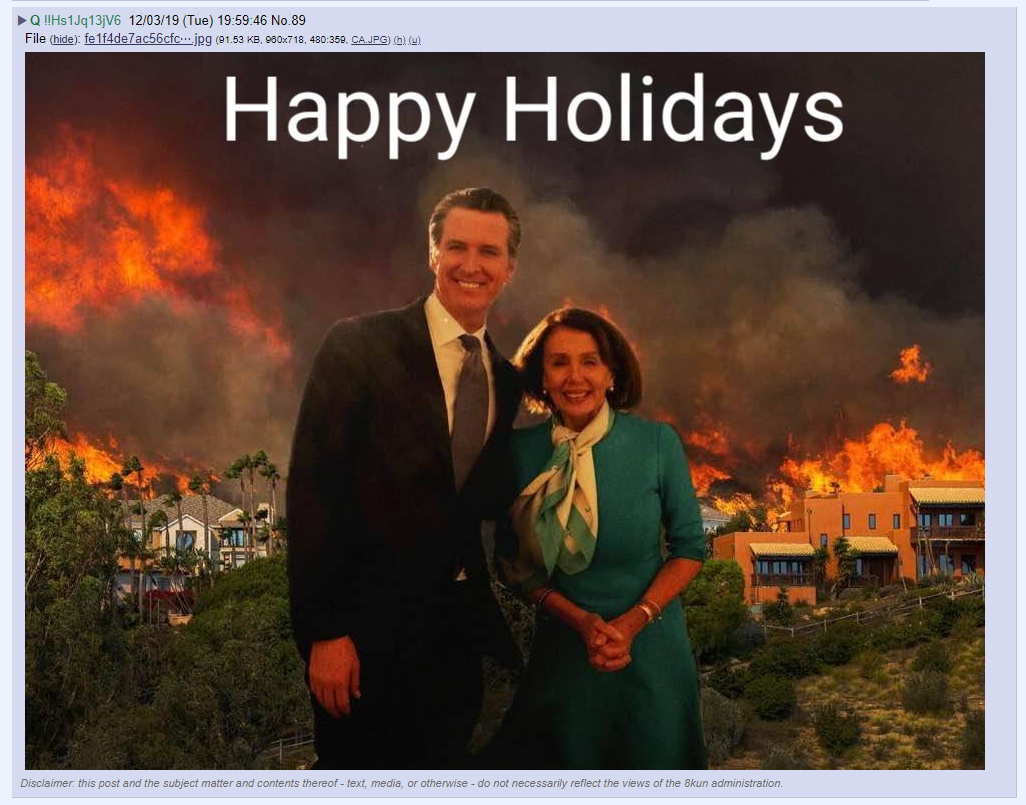 ▶ Q !!Hs1Jq13jV6 12/03/19 (Tue) 19:59:46 No.89
File (hide): fe1f4de7ac56cfc⋯.jpg (91.53 KB, 960x718, 480:359, CA.JPG) (h) (u)
Happy Holidays
Disclaimer: this post and the subject matter and contents thereof - text, media, or otherwise - do not necessarily reflect the views of the 8kun administration.